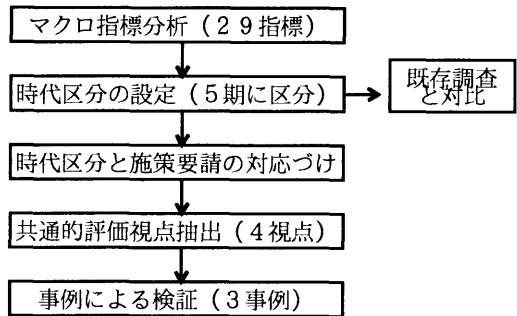 マクロ指標分析(29指標)
時代区分の設定(5期に区分)
既存調査
と対比
時代区分と施策要請の対応づけ
共通的評価視点抽出(4視点)
事例による検証(3事例)